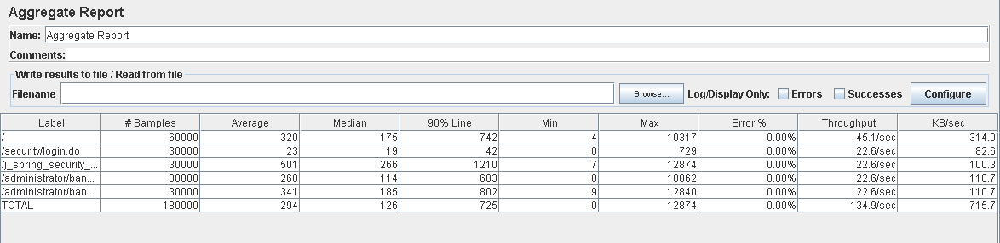 Aggregate Report
Name: Aggregate Report
Comments:
Write results to file / Read from file
Filename Browse... Log/Display Only: Errors Successes Configure
Label # Samples Average Median 90% Line Min Max Error % Throughput KB/sec
/ 60000 320 175 742 4 10317 0.00% 45.1/sec 314.0
/security/login.do 30000 23 19 42 0 729 0.00% 22.6/sec 82.6
/j_spring_security_... 30000 501 266 1210 7 12874 0.00% 22.6/sec 100.3
/administrator/ban... 30000 260 114 603 8 10862 0.00% 22.6/sec 110.7
/administrator/ban... 30000 341 185 802 9 12840 0.00% 22.6/sec 110.7
TOTAL 180000 294 126 725 0 12874 0.00% 134.9/sec 715.7